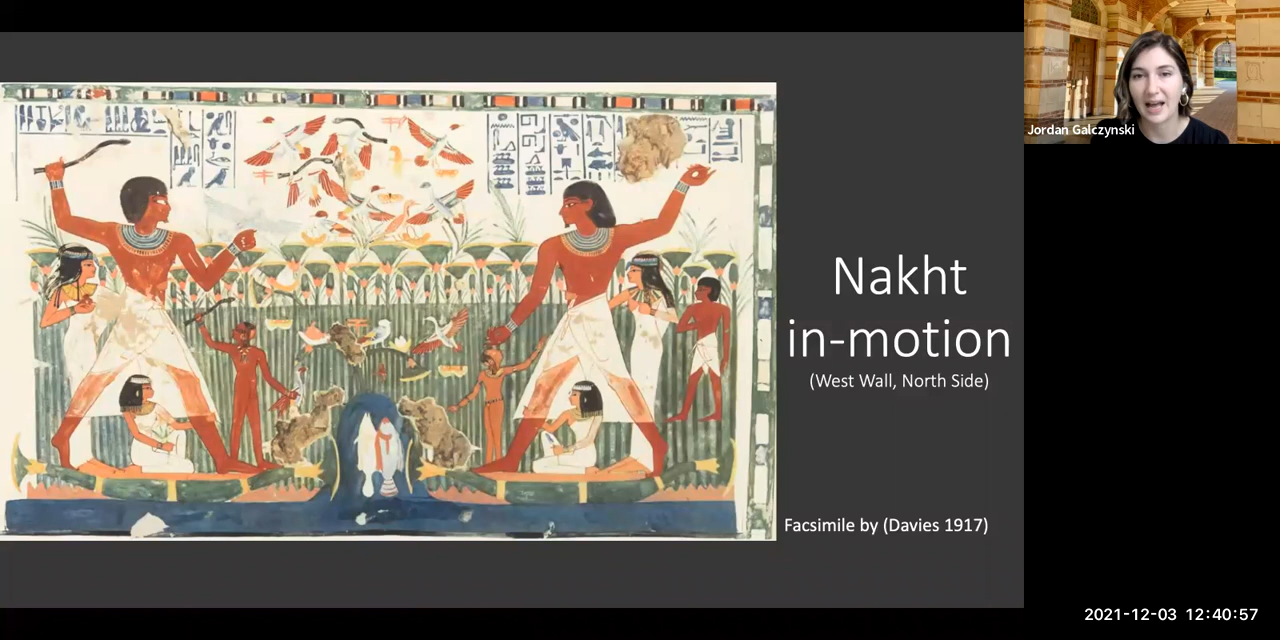 Jordan Galczynski
Nakht
in-motion
(West Wall, North Side)
Facsimile by (Davies 1917)
2021-12-03 12:40:57